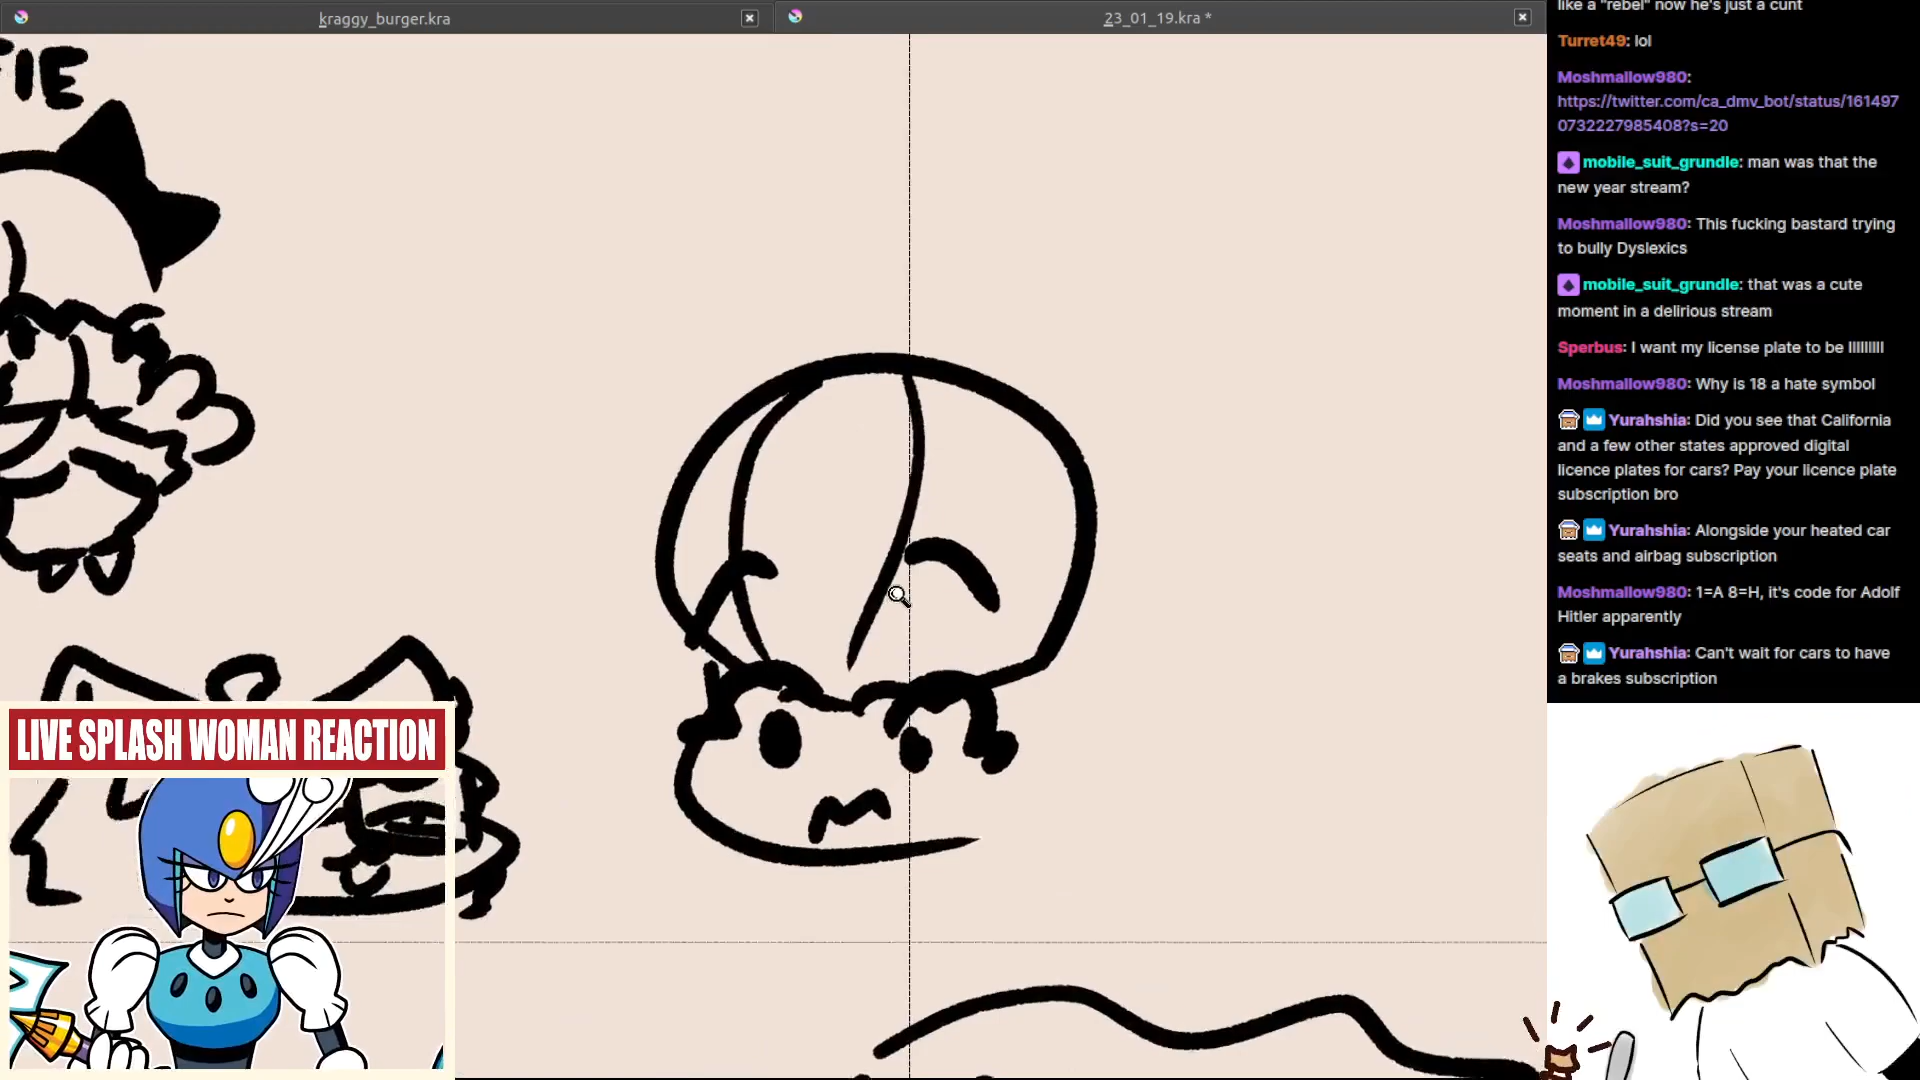 kraggy_burger.kra
23_01_19.kra *
IE
LIVE SPLASH WOMAN REACTION
like a "rebel" now he's just a cunt
Turret49: lol
Moshmallow980:
https://twitter.com/ca_dmv_bot/status/161497
0732227985408?s=20
mobile_suit_grundle: man was that the
new year stream?
Moshmallow980: This fucking bastard trying
to bully Dyslexics
mobile_suit_grundle: that was a cute
moment in a delirious stream
Sperbus: I want my license plate to be
Moshmallow980: Why is 18 a hate symbol
Yurahshia: Did you see that California
and a few other states approved digital
licence plates for cars? Pay your licence plate
subscription bro
Yurahshia: Alongside your heated car
seats and airbag subscription
Moshmallow980: 1=A 8=H, it's code for Adolf
Hitler apparently
Yurahshia: Can't wait for cars to have
a brakes subscription